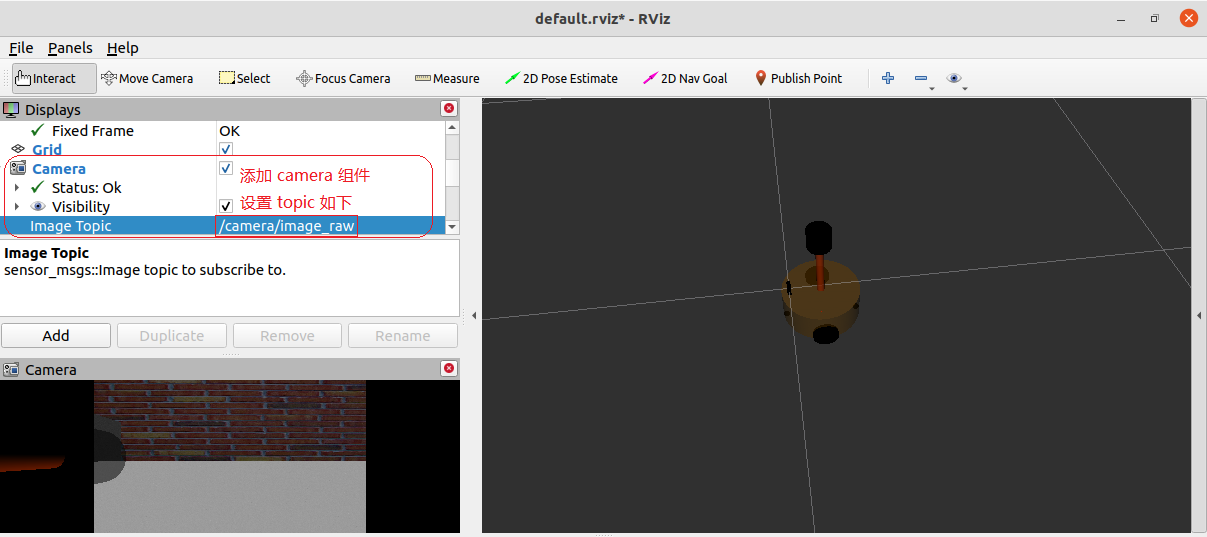 default.rviz* - RViz
File Panels Help
Interact Move Camera Select Focus Camera Measure 2D Pose Estimate 2D Nav Goal Publish Point
Displays
Fixed Frame OK
Grid
Camera 添加 camera 组件
Status: Ok
Visibility 设置 topic 如下
Image Topic /camera/image_raw
Image Topic
sensor_msgs::Image topic to subscribe to.
Add Duplicate Remove Rename
Camera